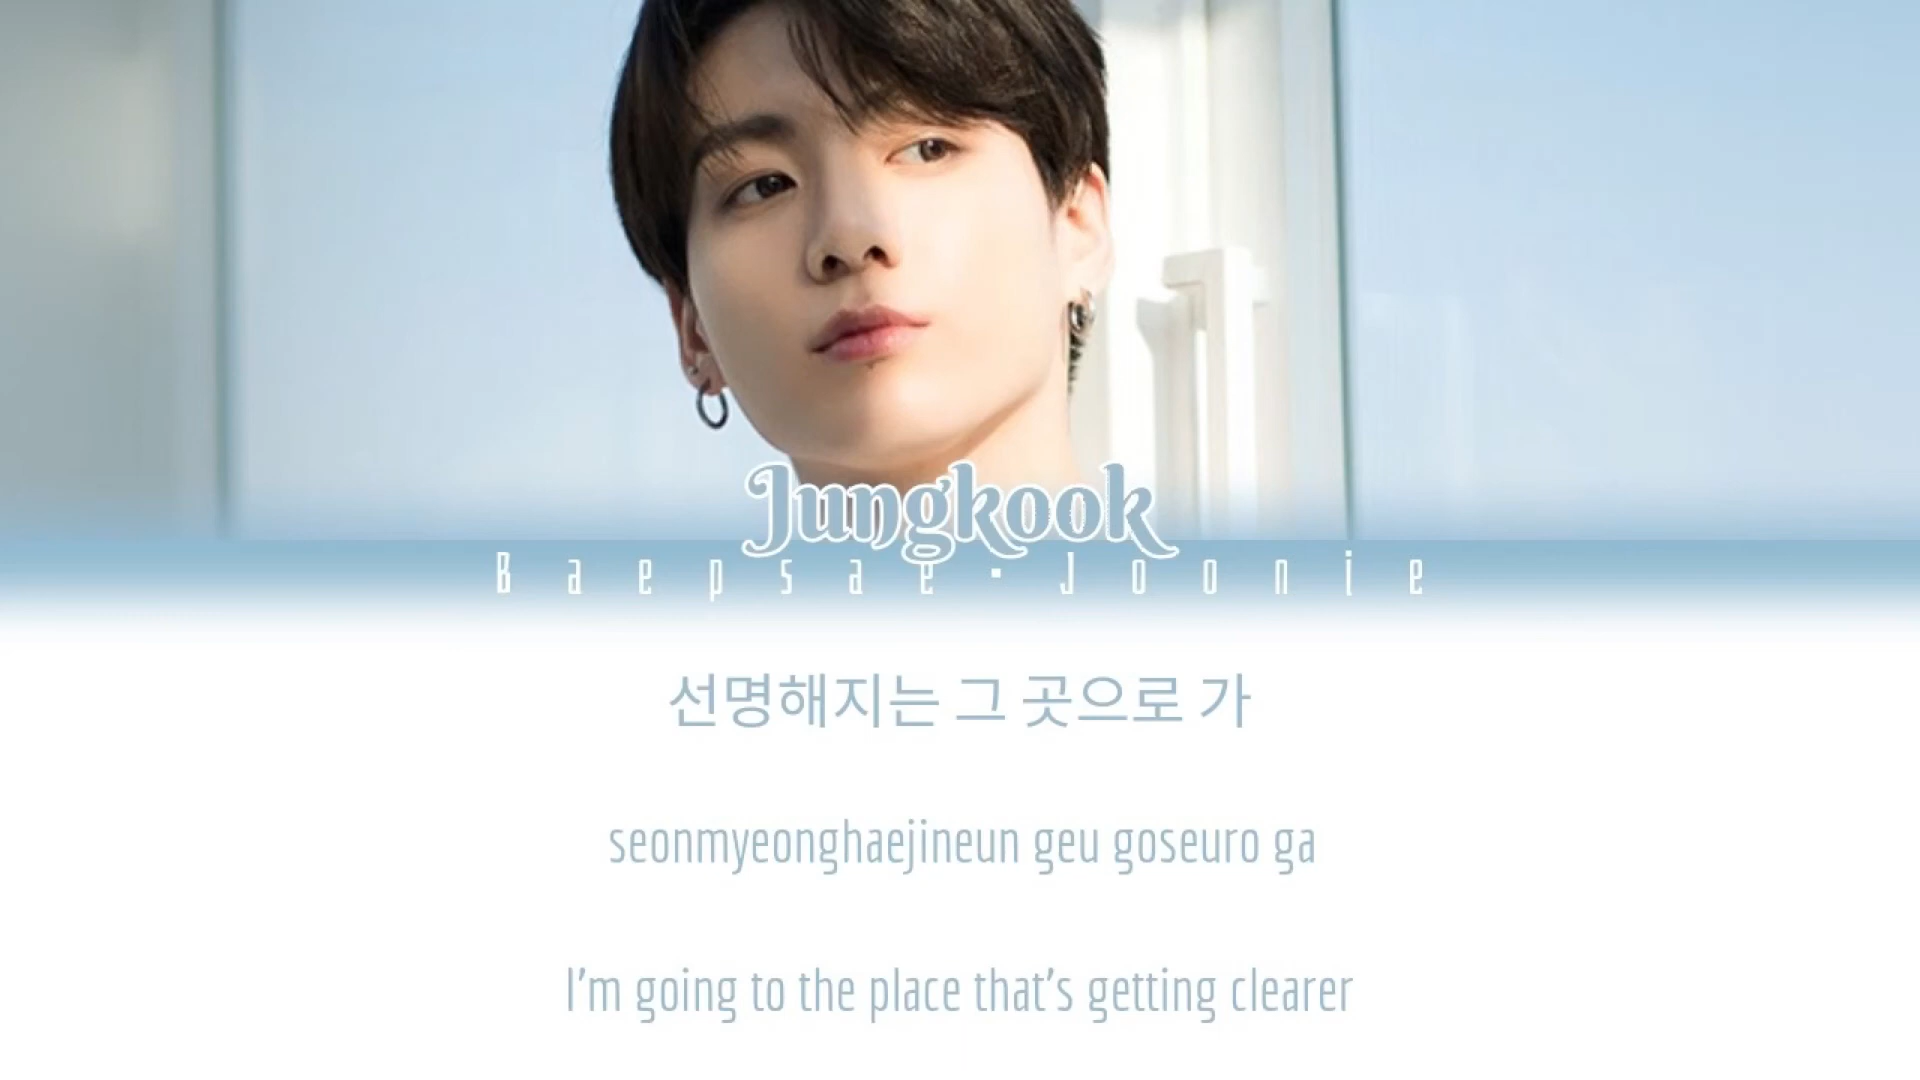 Jungkook
Baepsae•Joonie
선명해지는 그 곳으로 가
seonmyeonghaejineun geu goseuro ga
I'm going to the place that's getting clearer